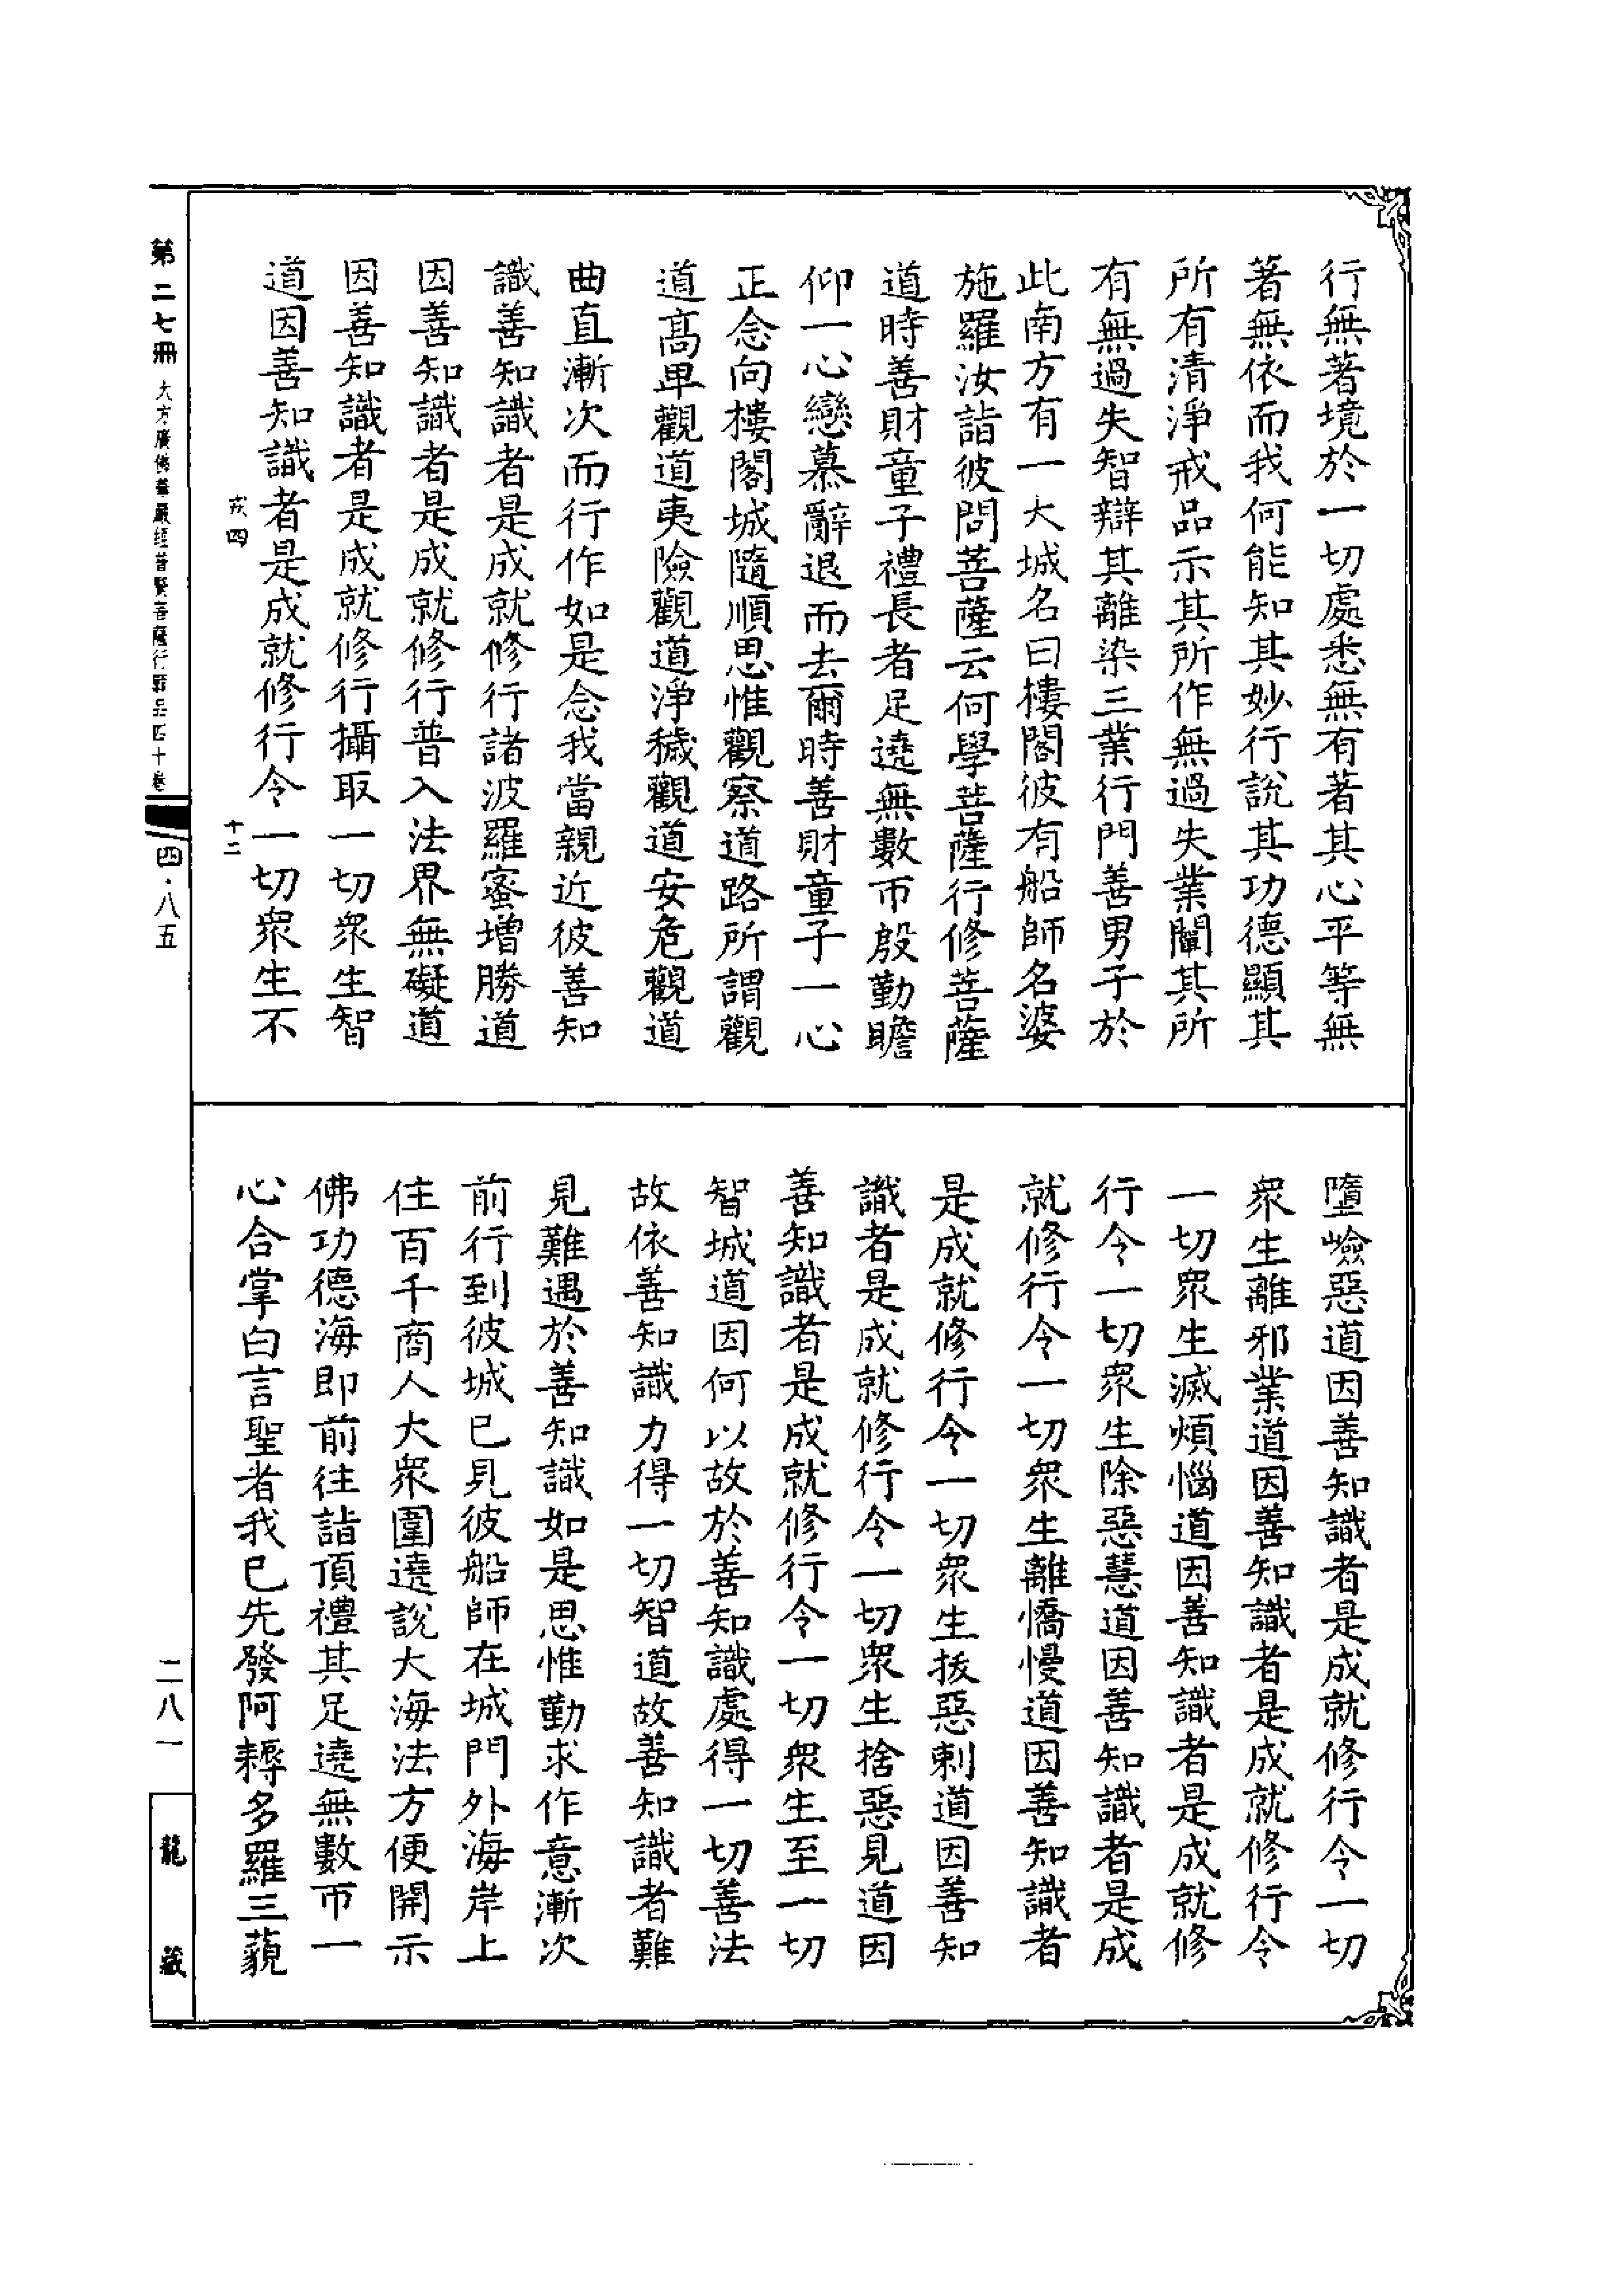 行無著境於一切處悉無有著其心平等無
著無依而我何能知其妙行說其功德顯其
所有清淨戒品示其所作無過失業闡其所
有無過失智辯其離染三業行門善男子於
此南方有一大城名曰樓閣彼有船師名婆
施羅汝詣彼問菩薩云何學菩薩行修菩薩
道時善財童子禮長者足遶無數帀殷勤瞻
仰一心戀慕辭退而去爾時善財童子一心
正念向樓閣城隨順思惟觀察道路所謂觀
道高卑觀道夷險觀道淨穢觀道安危觀道
曲直漸次而行作如是念我當親近彼善知
識善知識者是成就修行諸波羅蜜增勝道
因善知識者是成就修行普入法界無礙道
因善知識者是成就修行攝取一切衆生智
道因善知識者是成就修行令一切衆生不
墮嶮惡道因善知識者是成就修行令一切
衆生離邪業道因善知識者是成就修行令
一切衆生滅煩惱道因善知識者是成就修
行令一切衆生除惡慧道因善知識者是成
就修行令一切衆生離憍慢道因善知識者
是成就修行令一切衆生拔惡刺道因善知
識者是成就修行令一切衆生捨惡見道因
善知識者是成就修行令一切衆生至一切
智城道因何以故於善知識處得一切善法
故依善知識力得一切智道故善知識者難
見難遇於善知識如是思惟勤求作意漸次
前行到彼城已見彼船師在城門外海岸上
住百千商人大衆圍遶說大海法方便開示
佛功德海即前往詣頂禮其足遶無數帀一
心合掌白言聖者我已先發阿耨多羅三藐
戎四
十二
第二七冊 大方廣佛華嚴經普賢菩薩行願品四十卷
四·八五
二八一
龍藏